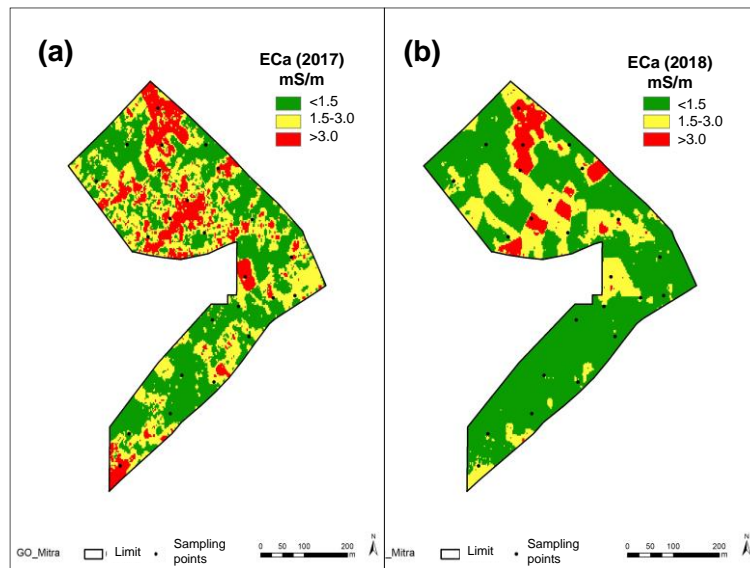 (a)
ECa (2017)
mS/m
<1.5
1.5-3.0
>3.0
GO_Mitra
Limit
Sampling
points
0 50 100 200
m
N
(b)
ECa (2018)
mS/m
<1.5
1.5-3.0
>3.0
_Mitra
Limit
Sampling
points
0 50 100 200
m
N